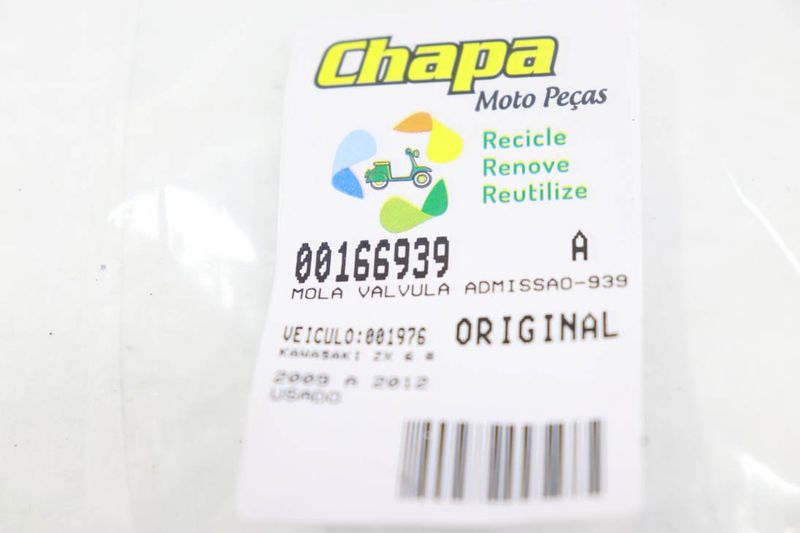 Chapa
Moto Peças
Recicle
Renove
Reutilize
00166939 A
MOLA VALVULA ADMISSAO-939
VEICULO:001976 ORIGINAL
KAWASAKI ZX 6 R
2009 A 2012
USADO